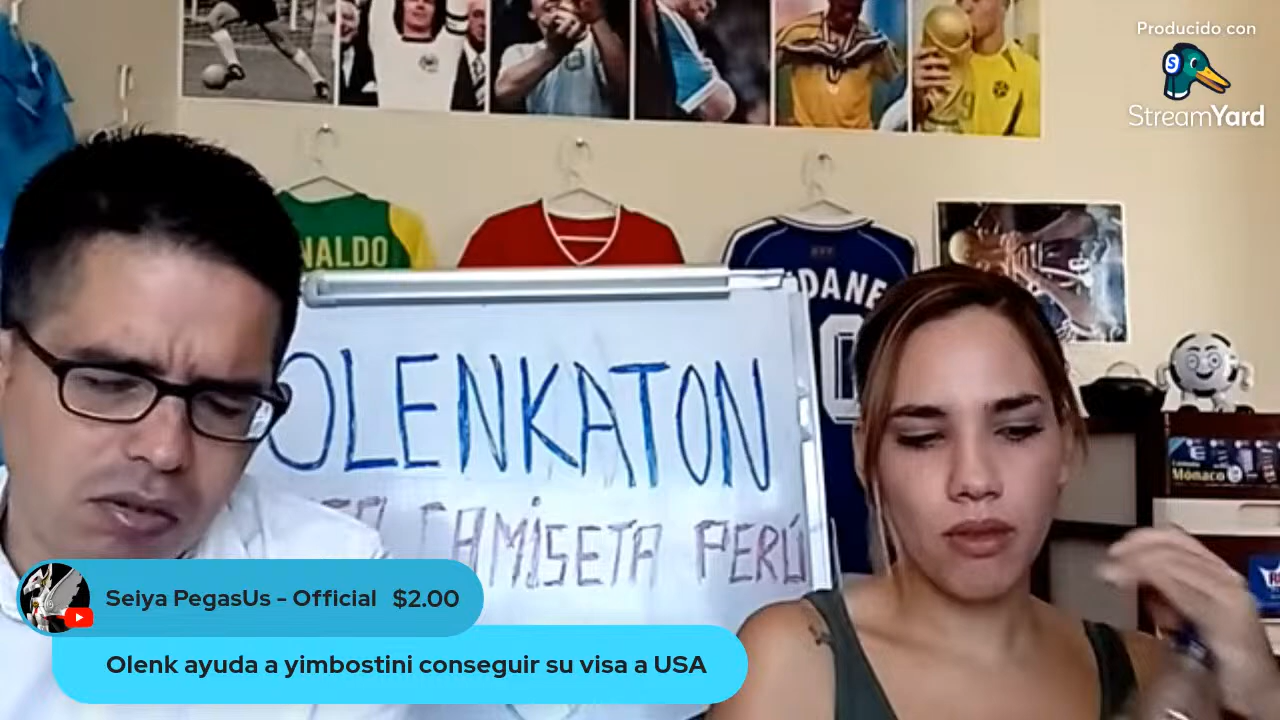 Producido con
StreamYard
NALDO
DANE
OLENKATON
CAMISETA PERÚ
Mónaco
Seiya PegasUs - Official $2.00
Olenk ayuda a yimbostini conseguir su visa a USA